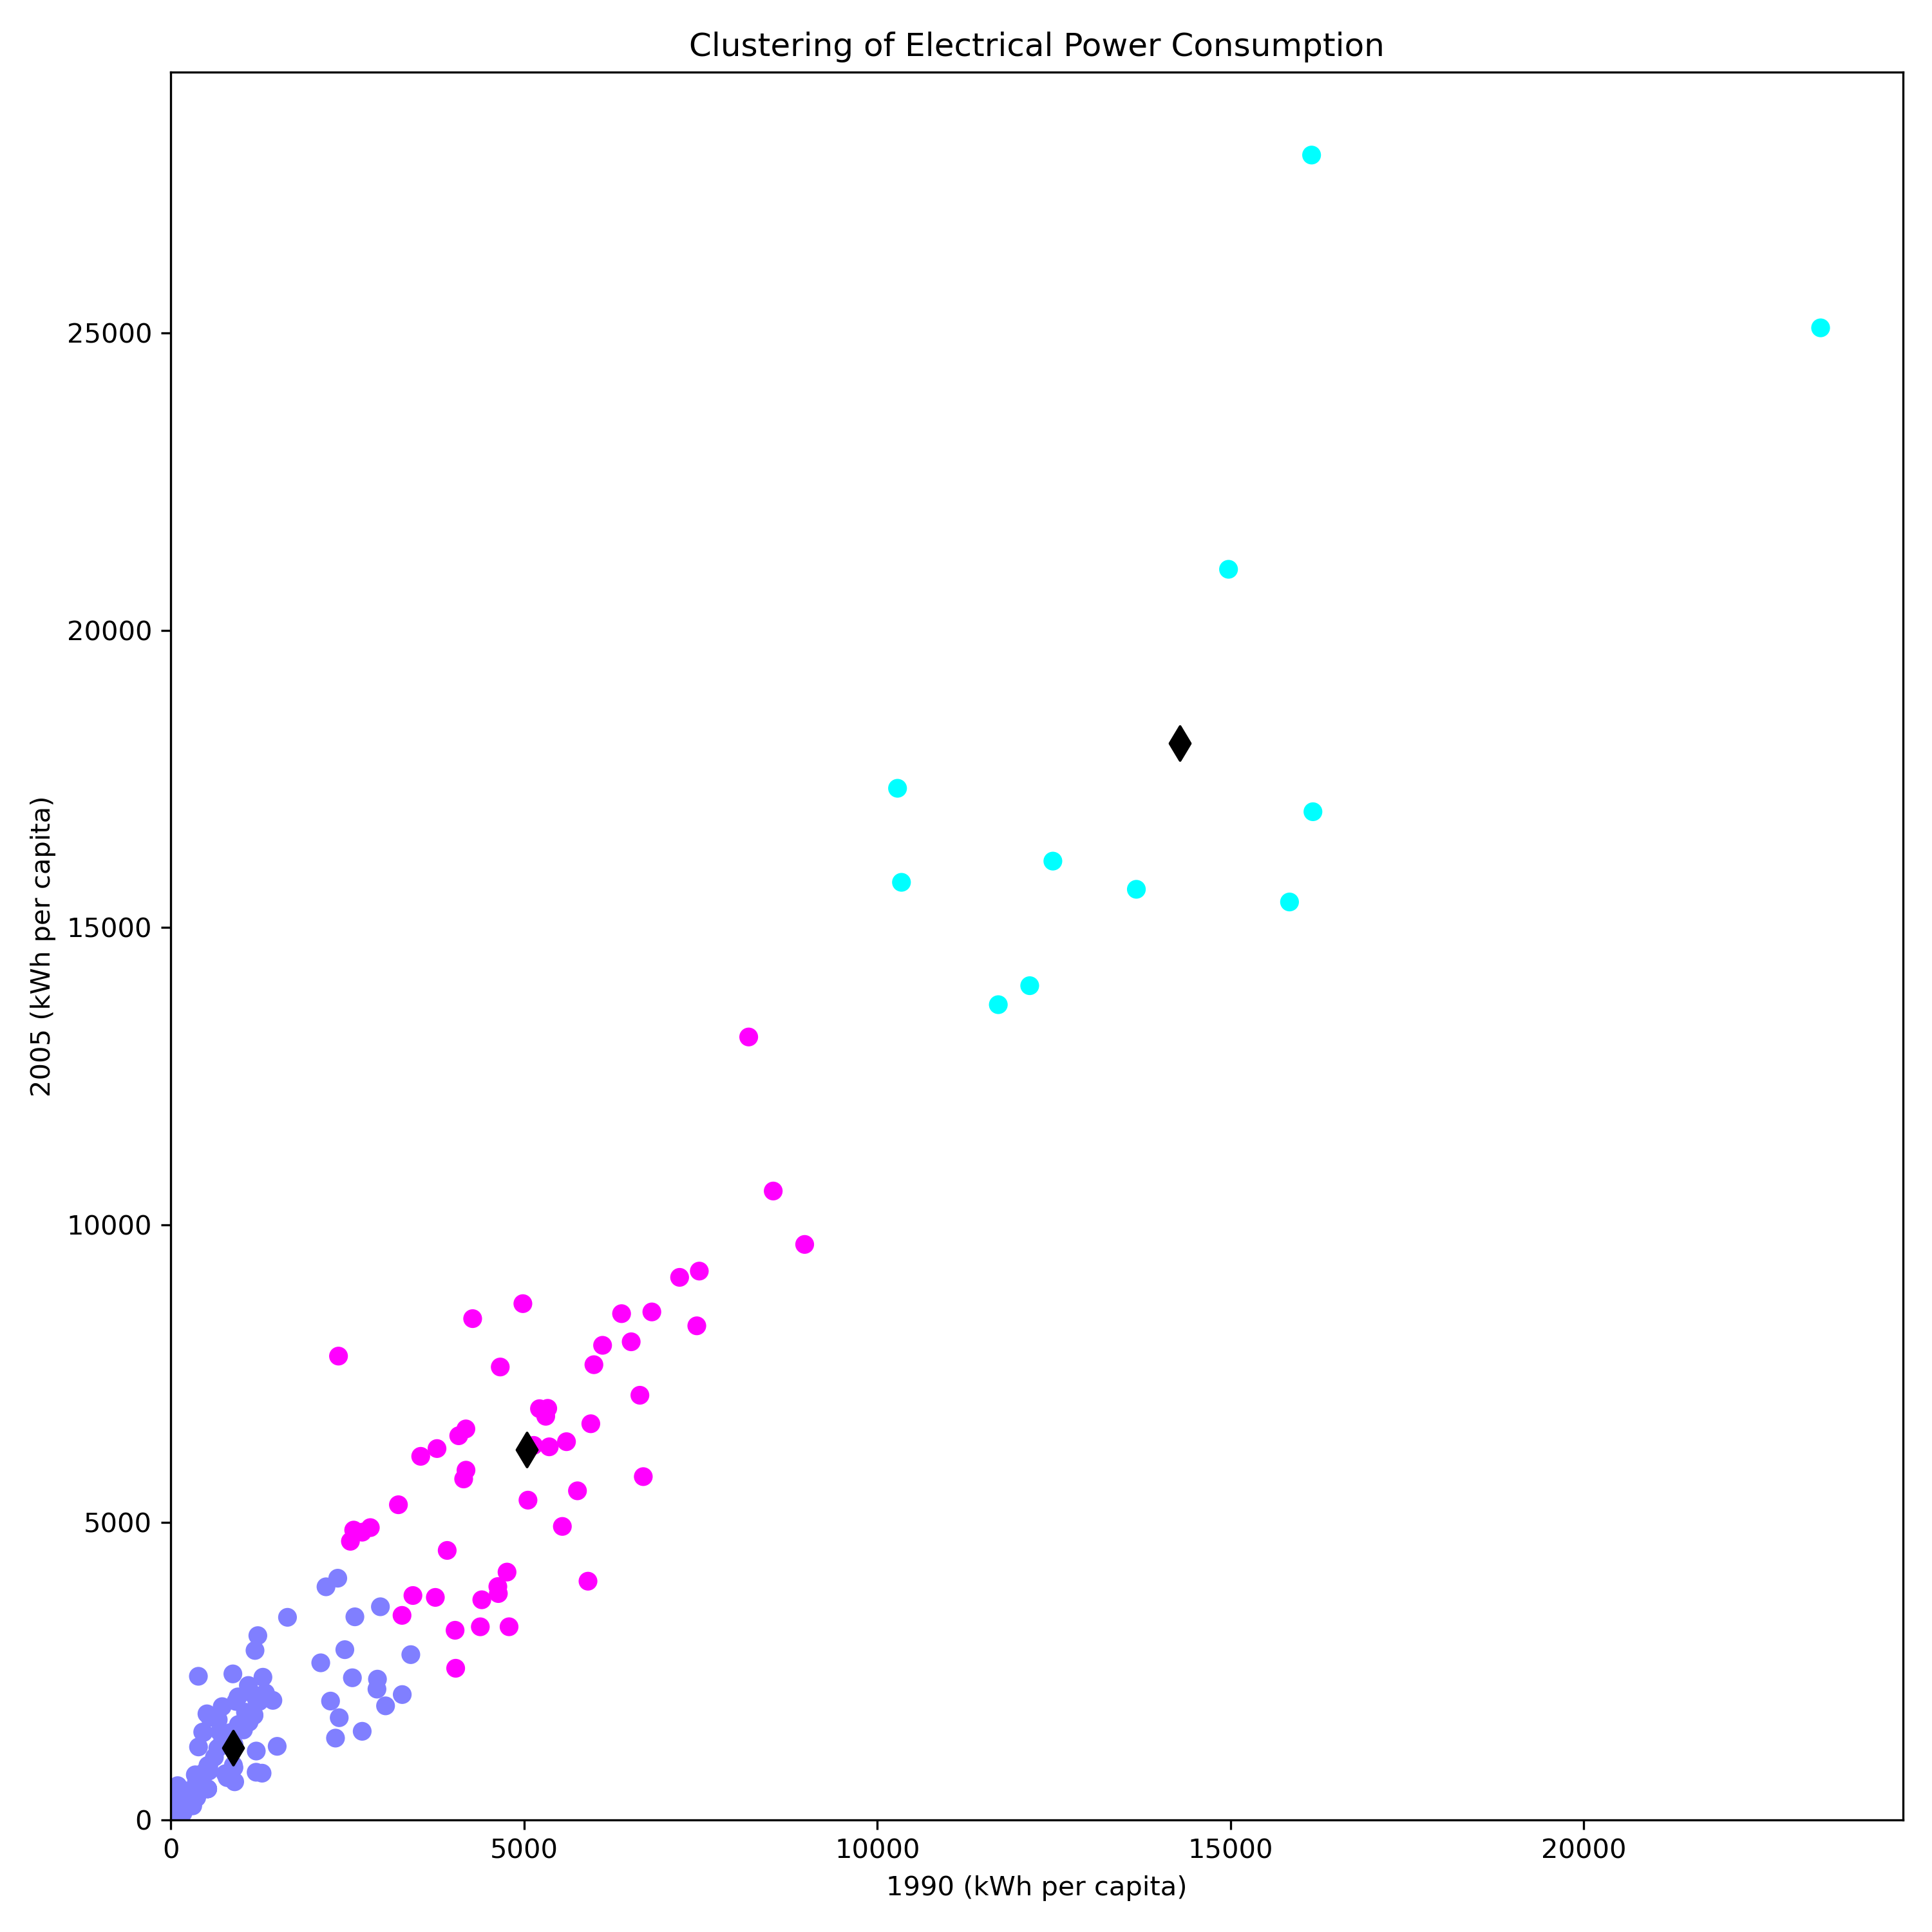 Clustering of Electrical Power Consumption
2005 (kWh per capita)
25000
20000
15000
10000
5000
0
0 5000 10000 15000 20000
1990 (kWh per capita)